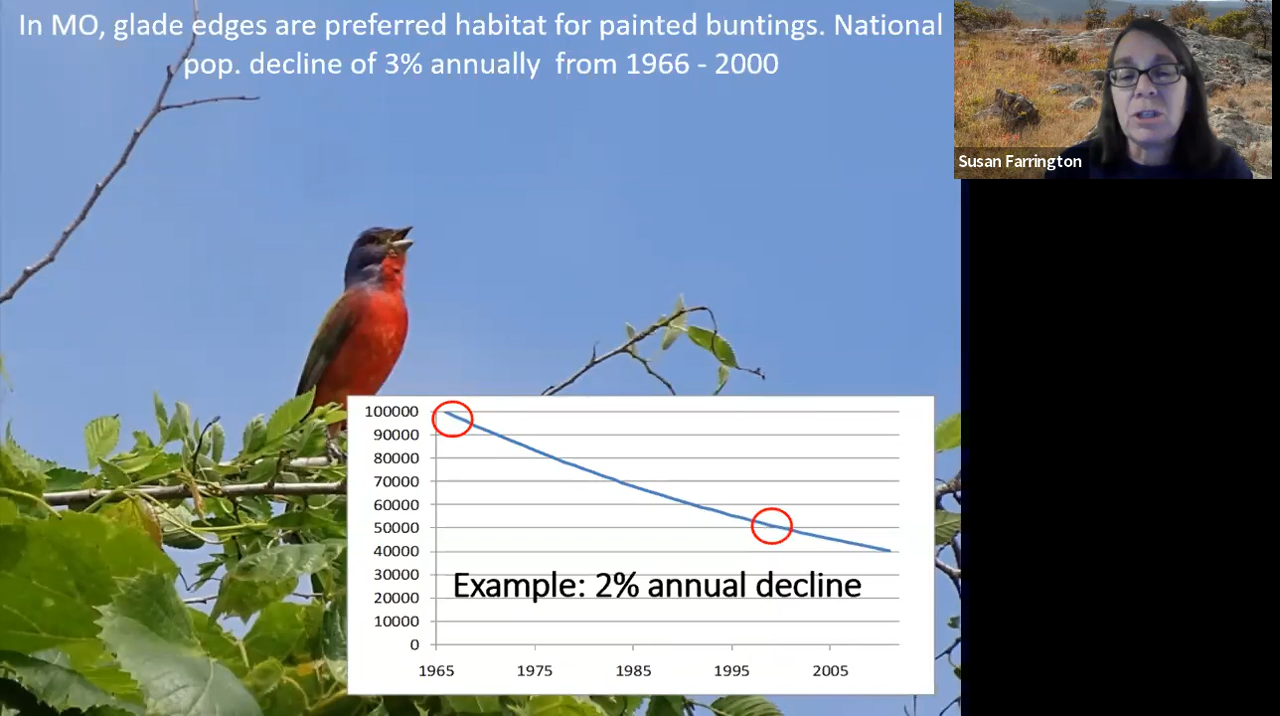 In MO, glade edges are preferred habitat for painted buntings. National
pop. decline of 3% annually  from 1966 - 2000
Susan Farrington
100000
90000
80000
70000
60000
50000
40000
30000
20000
10000
0
Example: 2% annual decline
1965 1975 1985 1995 2005